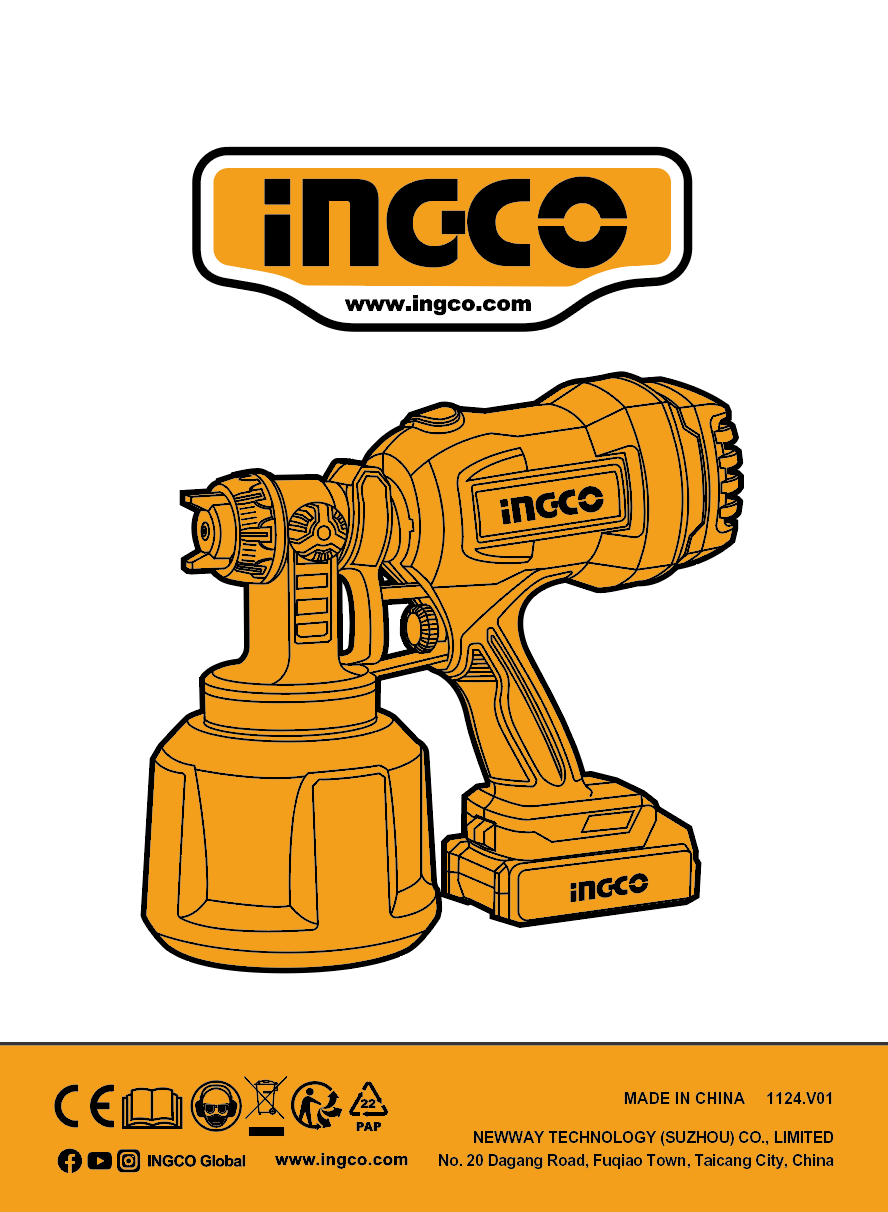 INGCO
www.ingco.com
INGCO
INGCO
CE
22
PAP
MADE IN CHINA 1124.V01
NEWWAY TECHNOLOGY (SUZHOU) CO., LIMITED
INGCO Global www.ingco.com No. 20 Dagang Road, Fuqiao Town, Taicang City, China